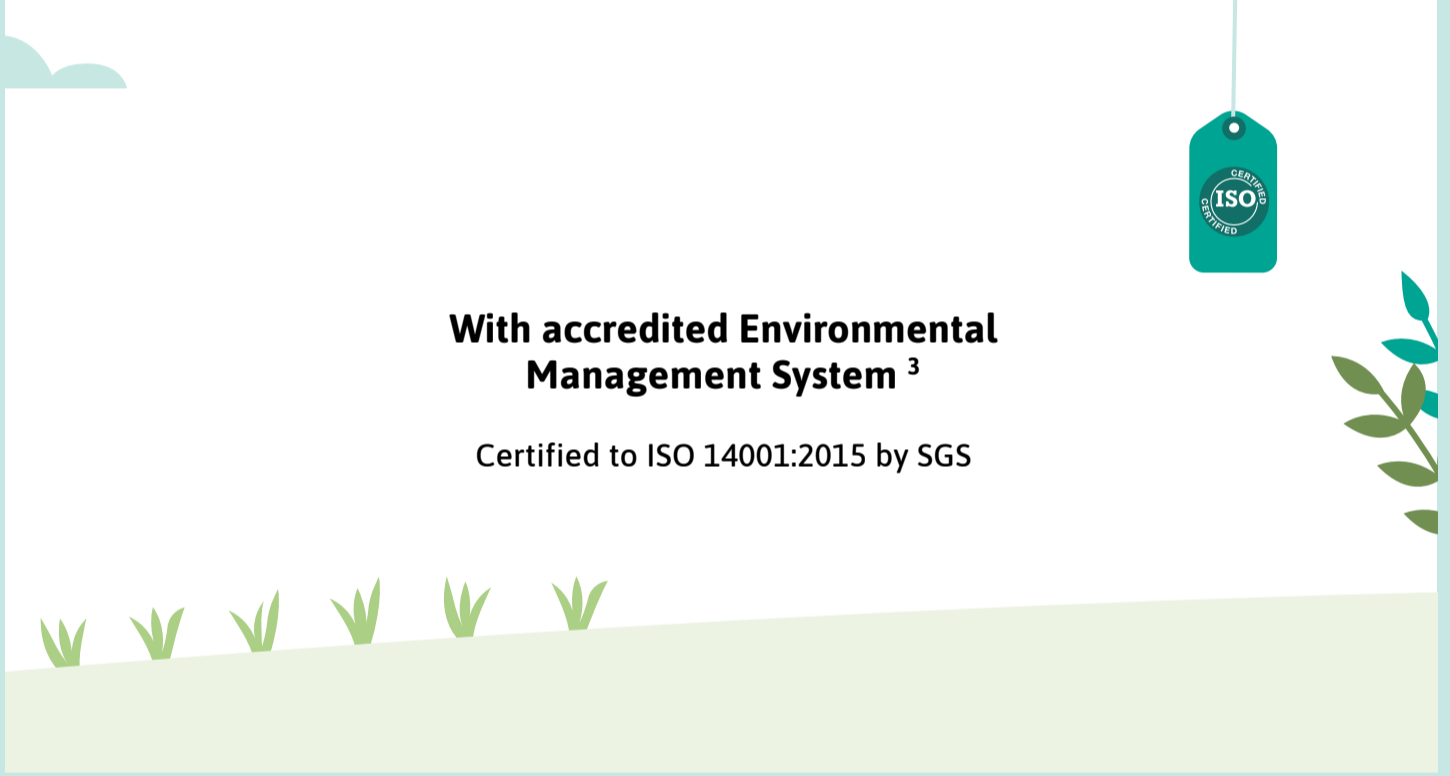 CERTIFIED
ISO
CERTIFIED
With accredited Environmental
Management System ³
Certified to ISO 14001:2015 by SGS